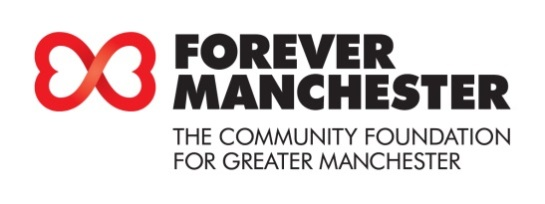 FOREVER
MANCHESTER
THE COMMUNITY FOUNDATION
FOR GREATER MANCHESTER